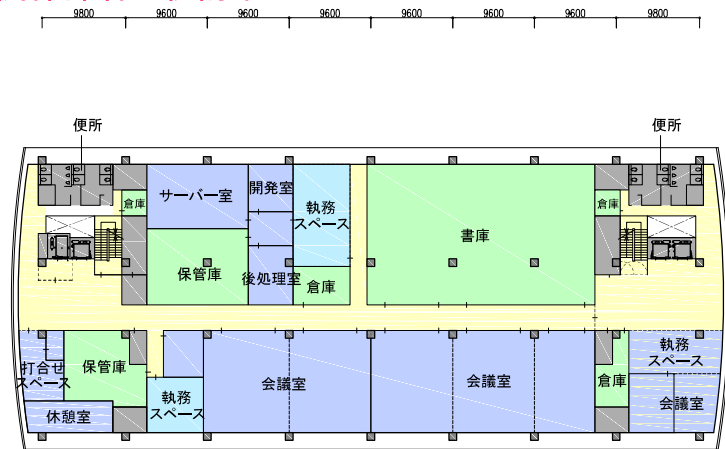 9800 9600 9600 9600 9600 9600 9800
便所 便所
サーバー室 開発室 執務
スペース
倉庫 倉庫
書庫
保管庫 後処理室 倉庫
打合せ
スペース
保管庫
会議室 会議室
執務
スペース
執務
スペース
倉庫
会議室
休憩室